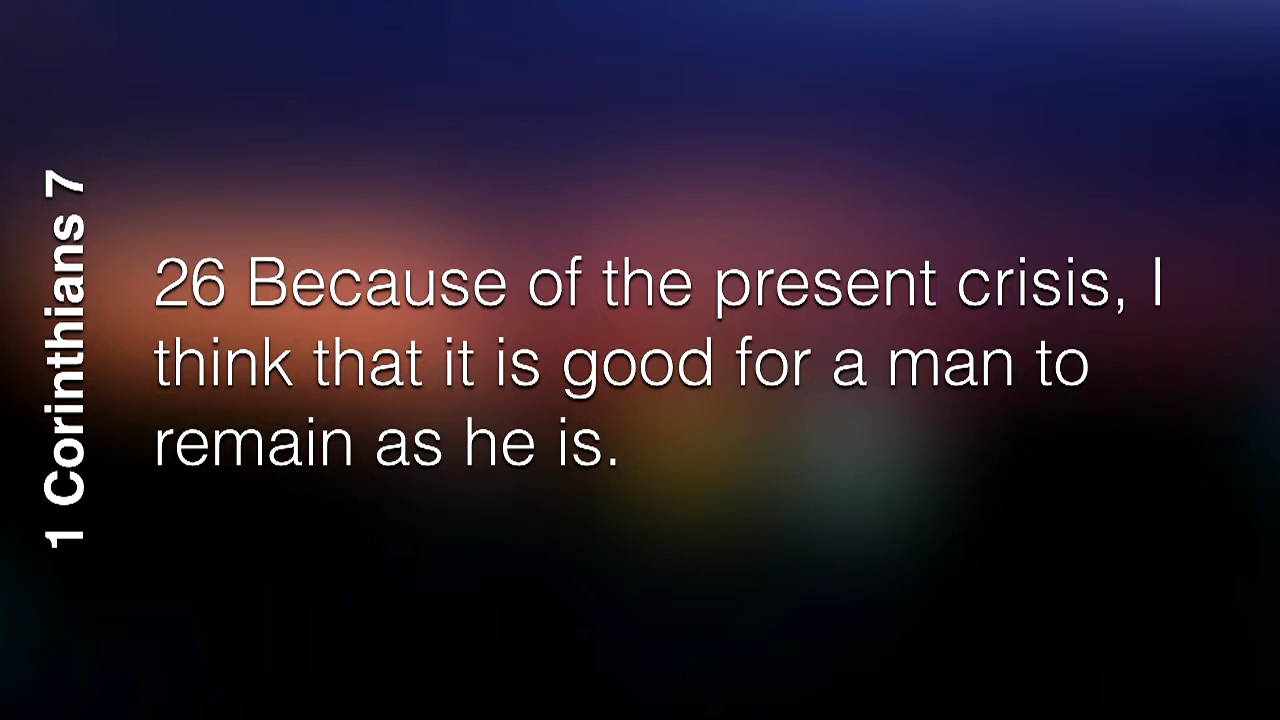 1 Corinthians 7
26 Because of the present crisis, I
think that it is good for a man to
remain as he is.